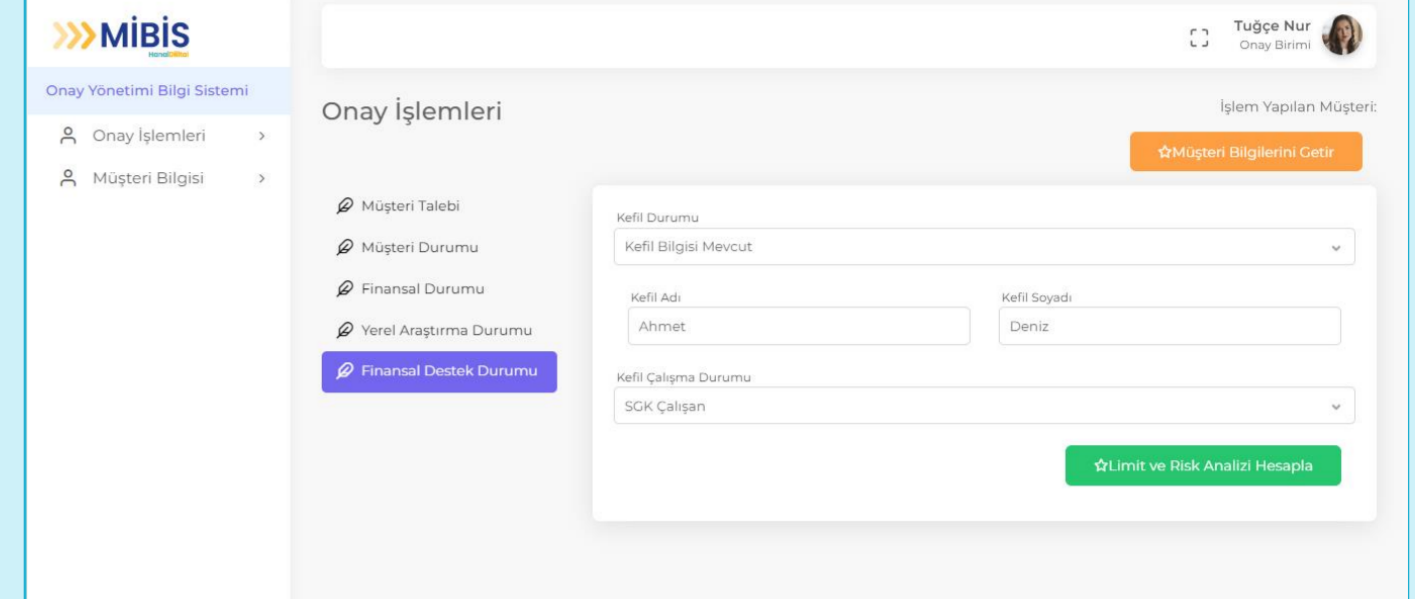 MİBİS
Tuğçe Nur
Onay Birimi
Onay Yönetimi Bilgi Sistemi
Onay İşlemleri
Müşteri Bilgisi
Onay İşlemleri
İşlem Yapılan Müşteri:
Müşteri Bilgilerini Getir
Müşteri Talebi
Müşteri Durumu
Finansal Durumu
Yerel Araştırma Durumu
Finansal Destek Durumu
Kefil Durumu
Kefil Bilgisi Mevcut
Kefil Adı
Kefil Soyadı
Ahmet
Deniz
Kefil Çalışma Durumu
SGK Çalışan
Limit ve Risk Analizi Hesapla